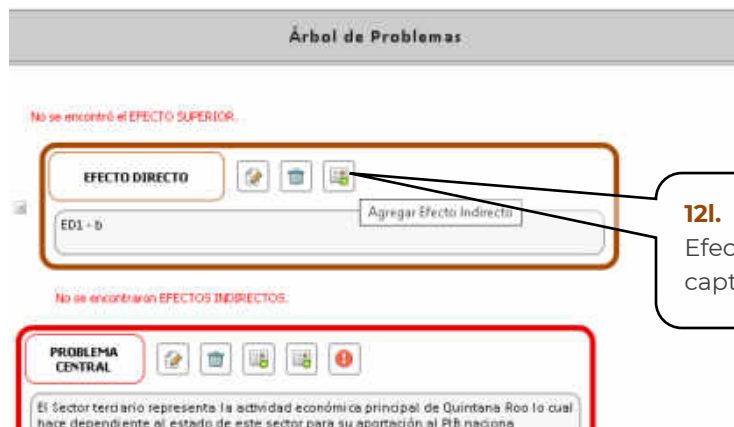 Árbol de Problemas
No se encontró el EFECTO SUPERIOR.
EFECTO DIRECTO
Agregar Efecto Indirecto
ED1 - b
12l.
Efec
capt
No se encontraron EFECTOS INDIRECTOS.
PROBLEMA
CENTRAL
El Sector terciario representa la actividad económica principal de Quintana Roo lo cual
hace dependiente al estado de este sector para su aportación al PIB naciona